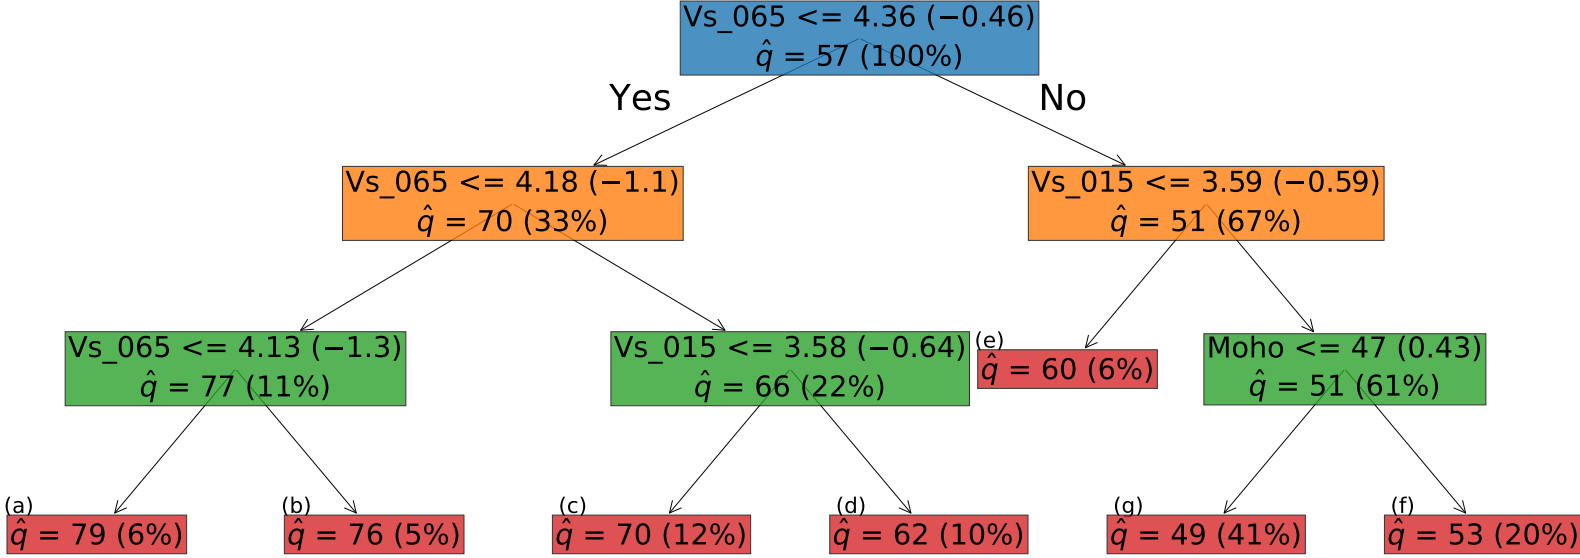 Vs_065 <= 4.36 (−0.46)
q̂ = 57 (100%)
Yes
No
Vs_065 <= 4.18 (−1.1)
q̂ = 70 (33%)
Vs_015 <= 3.59 (−0.59)
q̂ = 51 (67%)
Vs_065 <= 4.13 (−1.3)
q̂ = 77 (11%)
Vs_015 <= 3.58 (−0.64)
q̂ = 66 (22%)
(e)
q̂ = 60 (6%)
Moho <= 47 (0.43)
q̂ = 51 (61%)
(a)
q̂ = 79 (6%)
(b)
q̂ = 76 (5%)
(c)
q̂ = 70 (12%)
(d)
q̂ = 62 (10%)
(g)
q̂ = 49 (41%)
(f)
q̂ = 53 (20%)